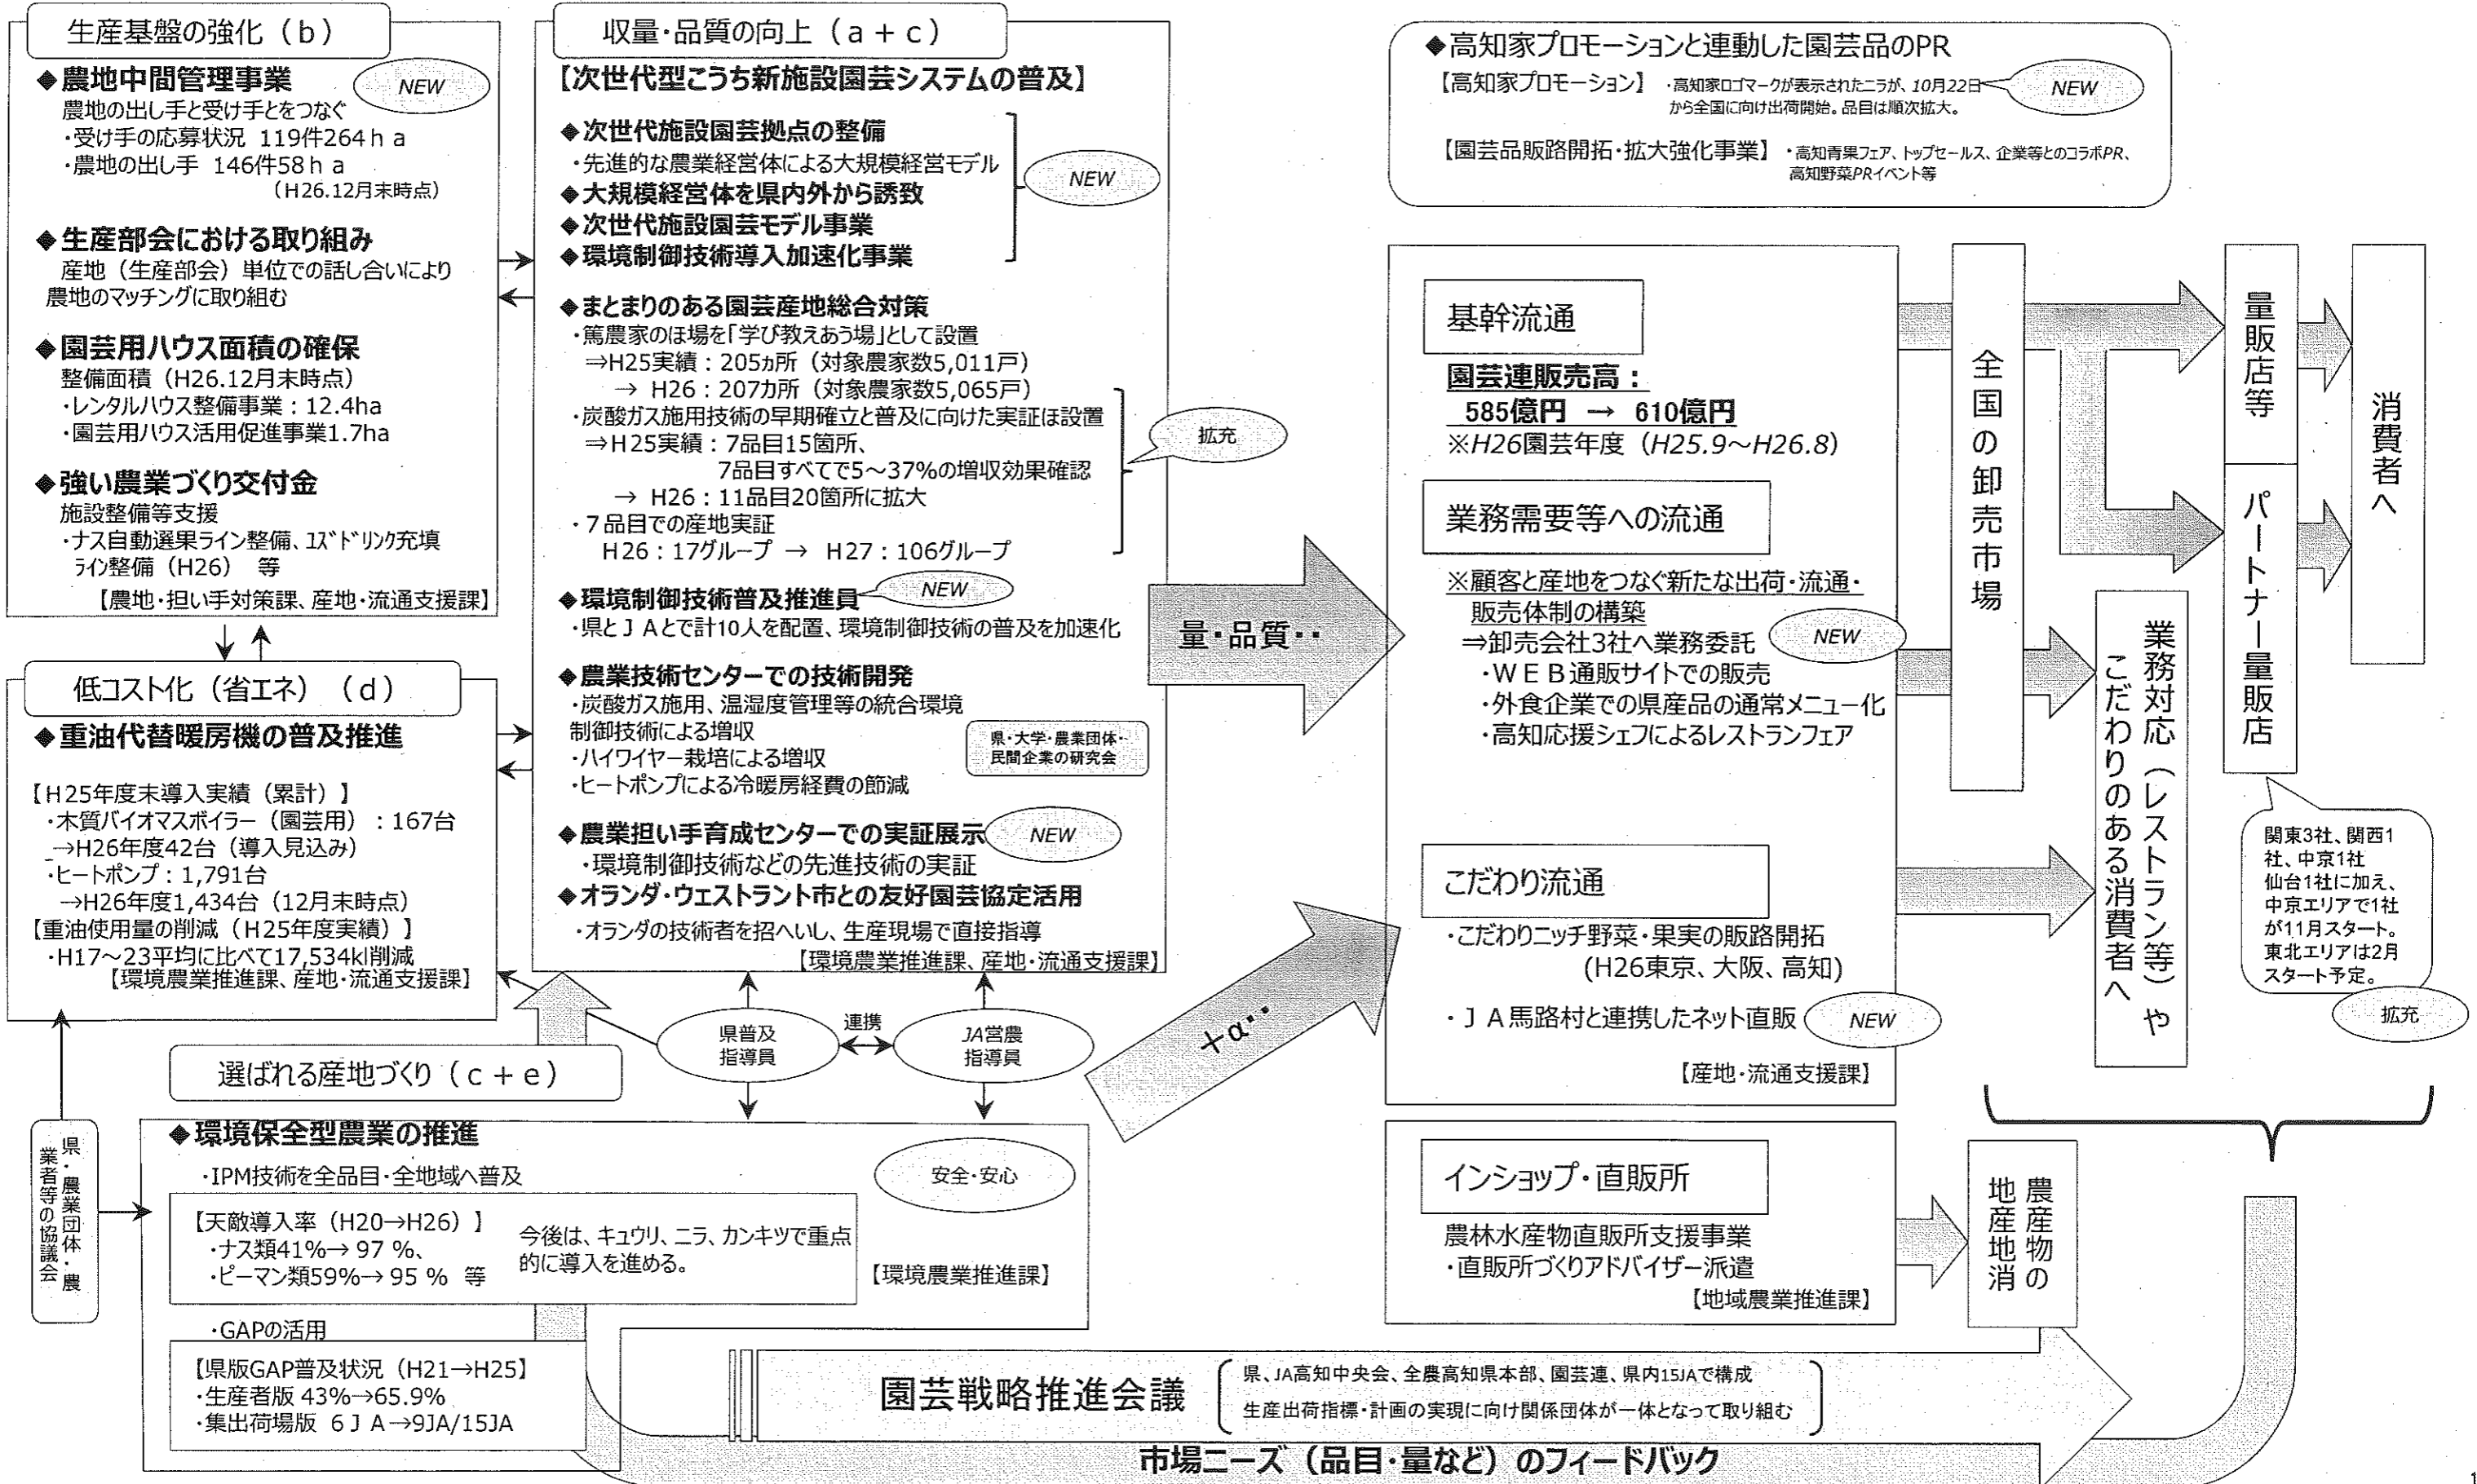 生産基盤の強化（b）
◆農地中間管理事業
NEW
農地の出し手と受け手とをつなぐ
・受け手の応募状況 119件264ha
・農地の出し手 146件58ha
（H26.12月末時点）
◆生産部会における取り組み
産地（生産部会）単位での話し合いにより
農地のマッチングに取り組む
◆園芸用ハウス面積の確保
整備面積（H26.12月末時点）
・レンタルハウス整備事業：12.4ha
・園芸用ハウス活用促進事業1.7ha
◆強い農業づくり交付金
施設整備等支援
・ナス自動選果ライン整備、ユズドリンク充填
ライン整備（H26） 等
【農地・担い手対策課、産地・流通支援課】
低コスト化（省エネ）（d）
◆重油代替暖房機の普及推進
【H25年度末導入実績（累計）】
・木質バイオマスボイラー（園芸用）：167台
→H26年度42台（導入見込み）
・ヒートポンプ：1,791台
→H26年度1,434台（12月末時点）
【重油使用量の削減（H25年度実績）】
・H17～23平均に比べて17,534kl削減
【環境農業推進課、産地・流通支援課】
収量・品質の向上（a＋c）
【次世代型こうち新施設園芸システムの普及】
◆次世代施設園芸拠点の整備
・先進的な農業経営体による大規模経営モデル
◆大規模経営体を県内外から誘致
◆次世代施設園芸モデル事業
◆環境制御技術導入加速化事業
NEW
◆まとまりのある園芸産地総合対策
・篤農家のほ場を「学び教えあう場」として設置
⇒H25実績：205ヵ所（対象農家数5,011戸）
→ H26：207カ所（対象農家数5,065戸）
・炭酸ガス施用技術の早期確立と普及に向けた実証ほ設置
⇒H25実績：7品目15箇所、
7品目すべてで5～37%の増収効果確認
→ H26：11品目20箇所に拡大
・7品目での産地実証
H26：17グループ → H27：106グループ
拡充
◆環境制御技術普及推進員
NEW
・県とJAとで計10人を配置、環境制御技術の普及を加速化
◆農業技術センターでの技術開発
・炭酸ガス施用、温湿度管理等の統合環境
制御技術による増収
・ハイワイヤー栽培による増収
・ヒートポンプによる冷暖房経費の節減
県・大学・農業団体・
民間企業の研究会
◆農業担い手育成センターでの実証展示
NEW
・環境制御技術などの先進技術の実証
◆オランダ・ウェストラント市との友好園芸協定活用
・オランダの技術者を招へいし、生産現場で直接指導
【環境農業推進課、産地・流通支援課】
県普及
指導員
連携
JA営農
指導員
選ばれる産地づくり（c＋e）
県・農業団体・農
業者等の協議会
◆環境保全型農業の推進
・IPM技術を全品目・全地域へ普及
安全・安心
【天敵導入率（H20→H26）】
・ナス類41%→ 97 %、
・ピーマン類59%→ 95 % 等
今後は、キュウリ、ニラ、カンキツで重点
的に導入を進める。
【環境農業推進課】
・GAPの活用
【県版GAP普及状況（H21→H25】
・生産者版 43%→65.9%
・集出荷場版 6JA→9JA/15JA
量・品質・・
＋α・・
◆高知家プロモーションと連動した園芸品のPR
【高知家プロモーション】 ・高知家ロゴマークが表示されたニラが、10月22日
から全国に向け出荷開始。品目は順次拡大。
NEW
【園芸品販路開拓・拡大強化事業】 ・高知青果フェア、トップセールス、企業等とのコラボPR、
高知野菜PRイベント等
基幹流通
園芸連販売高：
585億円 → 610億円
※H26園芸年度（H25.9～H26.8）
業務需要等への流通
※顧客と産地をつなぐ新たな出荷・流通・
販売体制の構築
⇒卸売会社3社へ業務委託
NEW
・WEB通販サイトでの販売
・外食企業での県産品の通常メニュー化
・高知応援シェフによるレストランフェア
こだわり流通
・こだわりニッチ野菜・果実の販路開拓
(H26東京、大阪、高知)
・JA馬路村と連携したネット直販
NEW
【産地・流通支援課】
インショップ・直販所
農林水産物直販所支援事業
・直販所づくりアドバイザー派遣
【地域農業推進課】
全国の卸売市場
量販店等
パートナー量販店
消費者へ
業務対応（レストラン等）や
こだわりのある消費者へ
関東3社、関西1
社、中京1社
仙台1社に加え、
中京エリアで1社
が11月スタート。
東北エリアは2月
スタート予定。
拡充
農産物の
地産地消
園芸戦略推進会議
県、JA高知中央会、全農高知県本部、園芸連、県内15JAで構成
生産出荷指標・計画の実現に向け関係団体が一体となって取り組む
市場ニーズ（品目・量など）のフィードバック
1